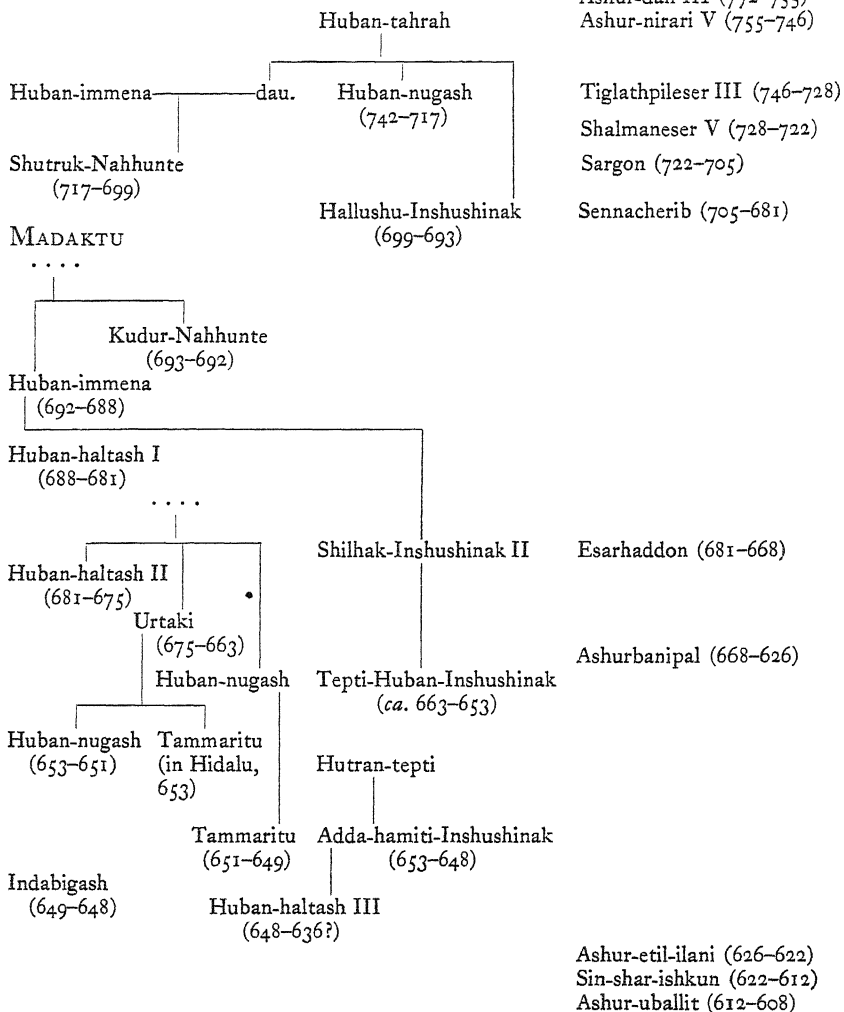 Huban-tahrah Ashur-nirari V (755–746)
Huban-immena dau. Huban-nugash Tiglathpileser III (746–728)
(742–717)
Shalmaneser V (728–722)
Shutruk-Nahhunte Sargon (722–705)
(717–699)
Hallushu-Inshushinak Sennacherib (705–681)
(699–693)
MADAKTU
. . . .
Kudur-Nahhunte
(693–692)
Huban-immena
(692–688)
Huban-haltash I
(688–681)
. . . .
Shilhak-Inshushinak II Esarhaddon (681–668)
Huban-haltash II
(681–675)
Urtaki
(675–663)
Ashurbanipal (668–626)
Huban-nugash Tepti-Huban-Inshushinak
(ca. 663–653)
Huban-nugash Tammaritu
(653–651) (in Hidalu, Hutran-tepti
653)
Tammaritu Adda-hamiti-Inshushinak
(651–649) (653–648)
Indabigash
(649–648) Huban-haltash III
(648–636?)
Ashur-etil-ilani (626–622)
Sin-shar-ishkun (622–612)
Ashur-uballit (612–608)